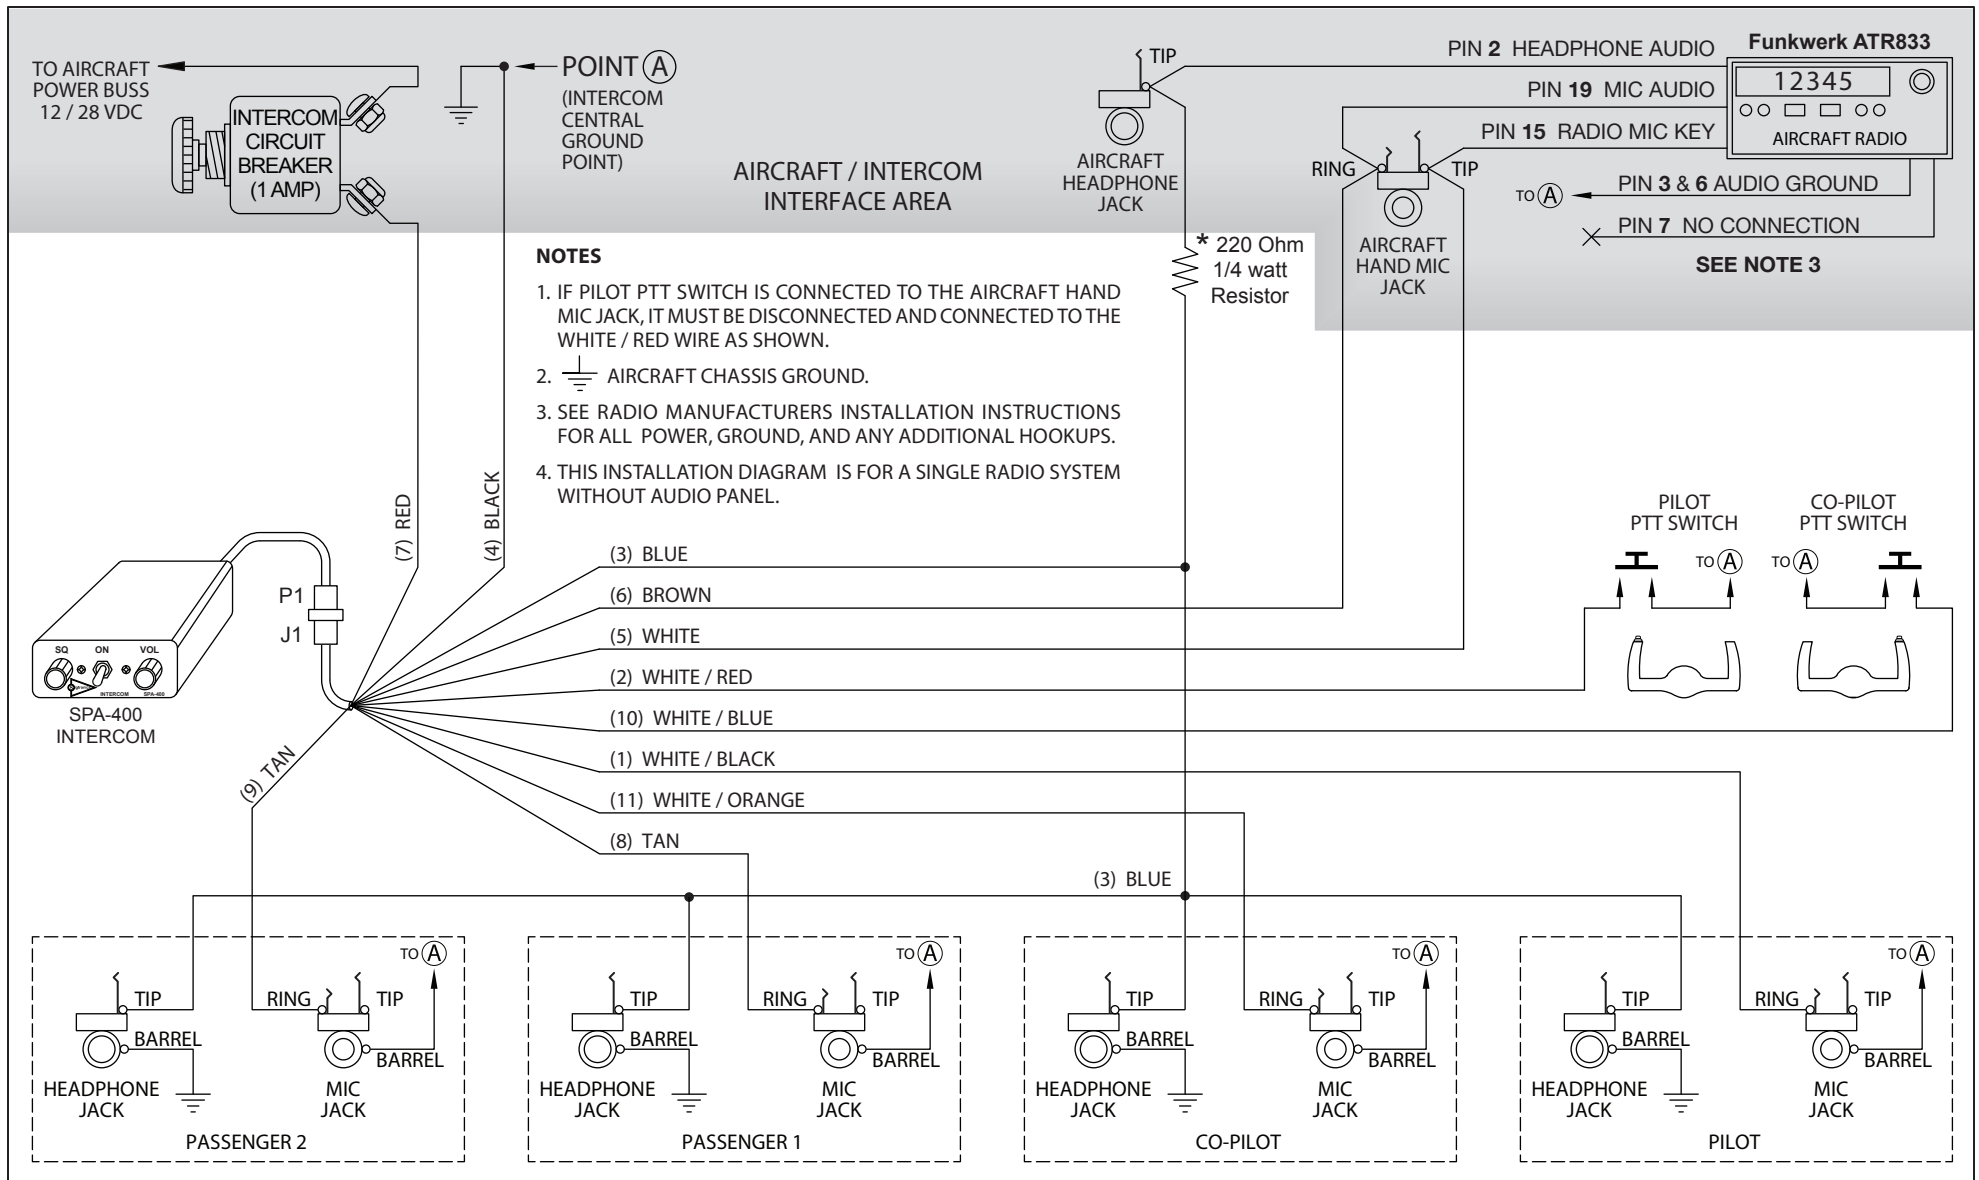 TO AIRCRAFT
POWER BUSS
12 / 28 VDC
INTERCOM
CIRCUIT
BREAKER
(1 AMP)
POINT A
(INTERCOM
CENTRAL
GROUND
POINT)
AIRCRAFT / INTERCOM
INTERFACE AREA
TIP
AIRCRAFT
HEADPHONE
JACK
PIN 2 HEADPHONE AUDIO
PIN 19 MIC AUDIO
PIN 15 RADIO MIC KEY
Funkwerk ATR833
12345
AIRCRAFT RADIO
RING
TIP
AIRCRAFT
HAND MIC
JACK
TO A
PIN 3 & 6 AUDIO GROUND
PIN 7 NO CONNECTION
SEE NOTE 3
* 220 Ohm
1/4 watt
Resistor
NOTES
1. IF PILOT PTT SWITCH IS CONNECTED TO THE AIRCRAFT HAND
MIC JACK, IT MUST BE DISCONNECTED AND CONNECTED TO THE
WHITE / RED WIRE AS SHOWN.
2. AIRCRAFT CHASSIS GROUND.
3. SEE RADIO MANUFACTURERS INSTALLATION INSTRUCTIONS
FOR ALL POWER, GROUND, AND ANY ADDITIONAL HOOKUPS.
4. THIS INSTALLATION DIAGRAM IS FOR A SINGLE RADIO SYSTEM
WITHOUT AUDIO PANEL.
(7) RED
(4) BLACK
PILOT
PTT SWITCH
TO A
CO-PILOT
PTT SWITCH
TO A
P1
J1
SQ
ON
VOL
INTERCOM
SPA-400
SPA-400
INTERCOM
(3) BLUE
(6) BROWN
(5) WHITE
(2) WHITE / RED
(10) WHITE / BLUE
(1) WHITE / BLACK
(11) WHITE / ORANGE
(8) TAN
(9) TAN
(3) BLUE
TIP
BARREL
HEADPHONE
JACK
RING
TIP
TO A
BARREL
MIC
JACK
PASSENGER 2
TIP
BARREL
HEADPHONE
JACK
RING
TIP
TO A
BARREL
MIC
JACK
PASSENGER 1
TIP
BARREL
HEADPHONE
JACK
RING
TIP
TO A
BARREL
MIC
JACK
CO-PILOT
TIP
BARREL
HEADPHONE
JACK
RING
TIP
TO A
BARREL
MIC
JACK
PILOT